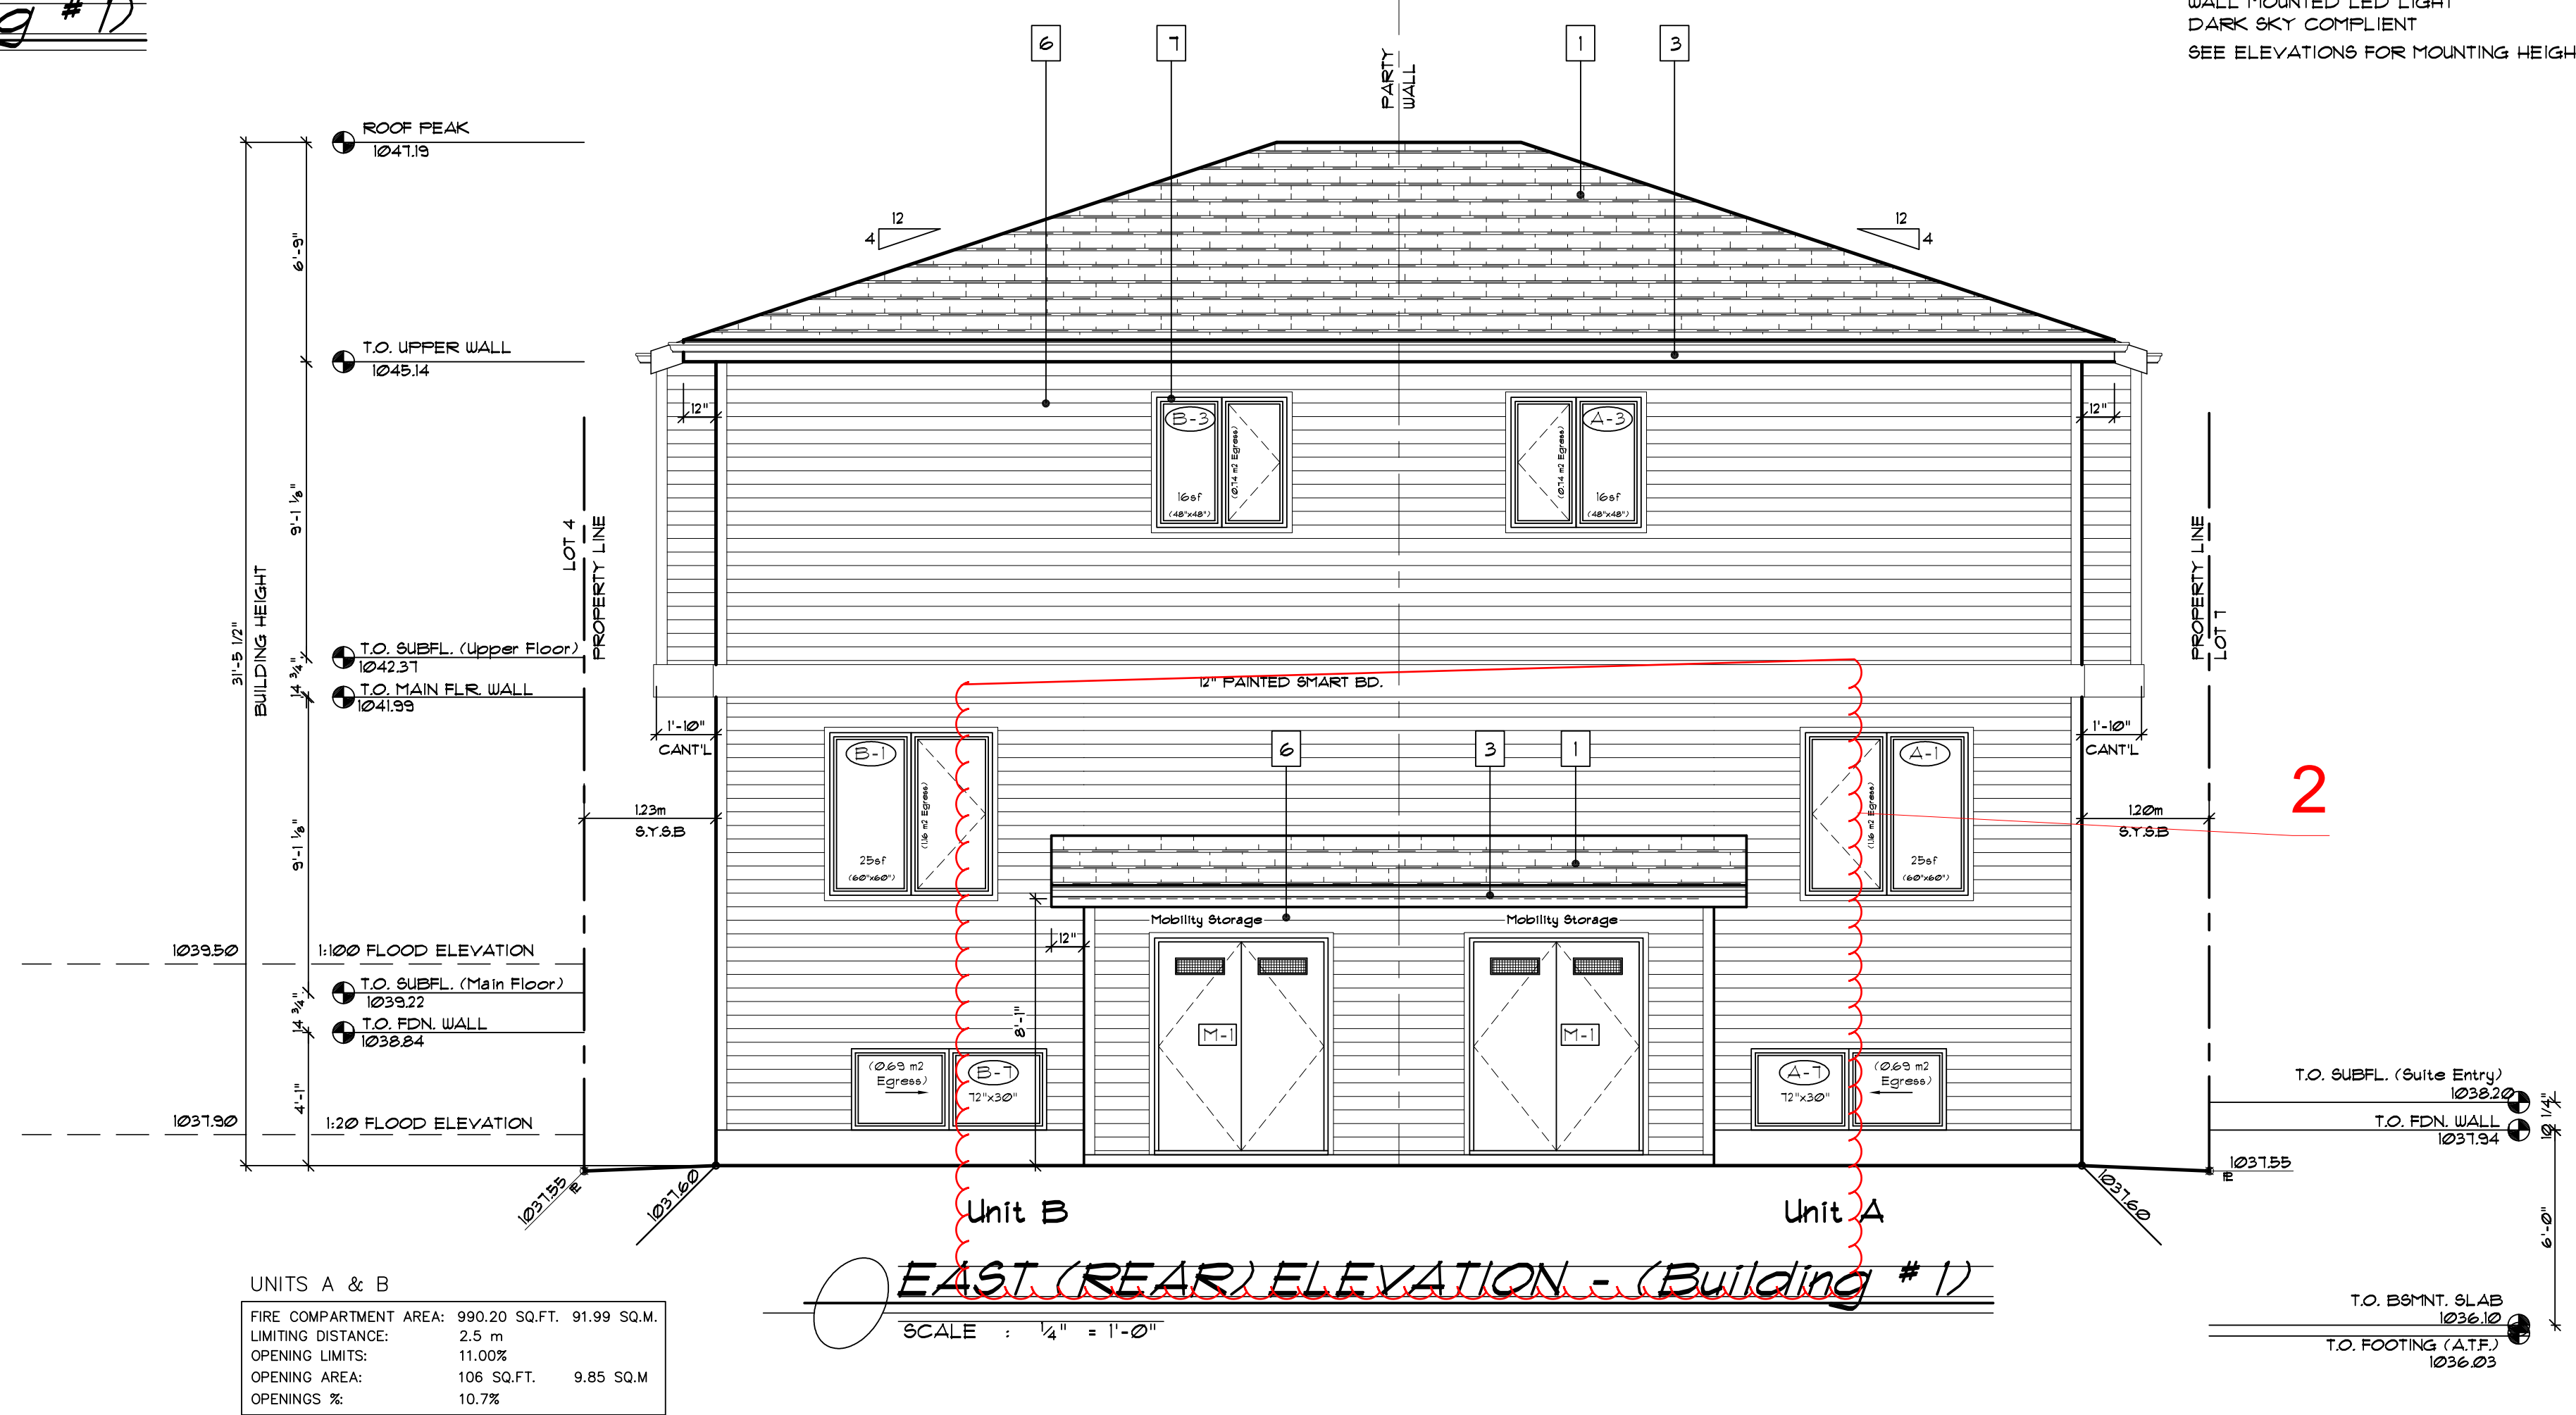 g # 1)
WALL MOUNTED LED LIGHT
DARK SKY COMPLIENT
SEE ELEVATIONS FOR MOUNTING HEIGH
6
7
PARTY
WALL
1
3
ROOF PEAK
1047.19
12
4
12
4
6'-9"
T.O. UPPER WALL
1045.14
12"
12"
B-3
(0.74 m2 Egress)
16sf
(48"x48")
A-3
(0.74 m2 Egress)
16sf
(48"x48")
9'-1 1/8"
LOT 4
PROPERTY LINE
PROPERTY LINE
LOT 7
31'-5 1/2"
BUILDING HEIGHT
T.O. SUBFL. (Upper Floor)
1042.37
14 3/4"
T.O. MAIN FLR. WALL
1041.99
12" PAINTED SMART BD.
1'-10"
CANT'L
1'-10"
CANT'L
B-1
(1.16 m2 Egress)
25sf
(60"x60")
6
3
1
A-1
(1.16 m2 Egress)
25sf
(60"x60")
2
1.23m
S.Y.S.B
1.20m
S.Y.S.B
9'-1 1/8"
Mobility Storage
Mobility Storage
12"
1039.50
1:100 FLOOD ELEVATION
T.O. SUBFL. (Main Floor)
1039.22
14 3/4"
T.O. FDN. WALL
1038.84
8'-1"
M-1
M-1
(0.69 m2
Egress)
B-7
72"x30"
A-7
72"x30"
(0.69 m2
Egress)
4'-1"
1037.90
1:20 FLOOD ELEVATION
T.O. SUBFL. (Suite Entry)
1038.20
10 1/4"
T.O. FDN. WALL
1037.94
1037.55
1037.55
1037.60
1037.60
Unit B
Unit A
6'-0"
EAST (REAR) ELEVATION - (Building # 1)
SCALE : 1/4" = 1'-0"
T.O. BSMNT. SLAB
1036.10
T.O. FOOTING (A.T.F.)
1036.03
UNITS A & B
FIRE COMPARTMENT AREA: 990.20 SQ.FT. 91.99 SQ.M.
LIMITING DISTANCE: 2.5 m
OPENING LIMITS: 11.00%
OPENING AREA: 106 SQ.FT. 9.85 SQ.M
OPENINGS %: 10.7%